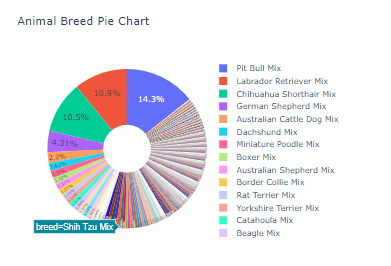 Animal Breed Pie Chart
Pit Bull Mix
Labrador Retriever Mix
Chihuahua Shorthair Mix
German Shepherd Mix
Australian Cattle Dog Mix
Dachshund Mix
Miniature Poodle Mix
Boxer Mix
Australian Shepherd Mix
Border Collie Mix
Rat Terrier Mix
Yorkshire Terrier Mix
Catahoula Mix
Beagle Mix
14.3%
10.9%
10.5%
4.31%
2.2%
breed=Shih Tzu Mix